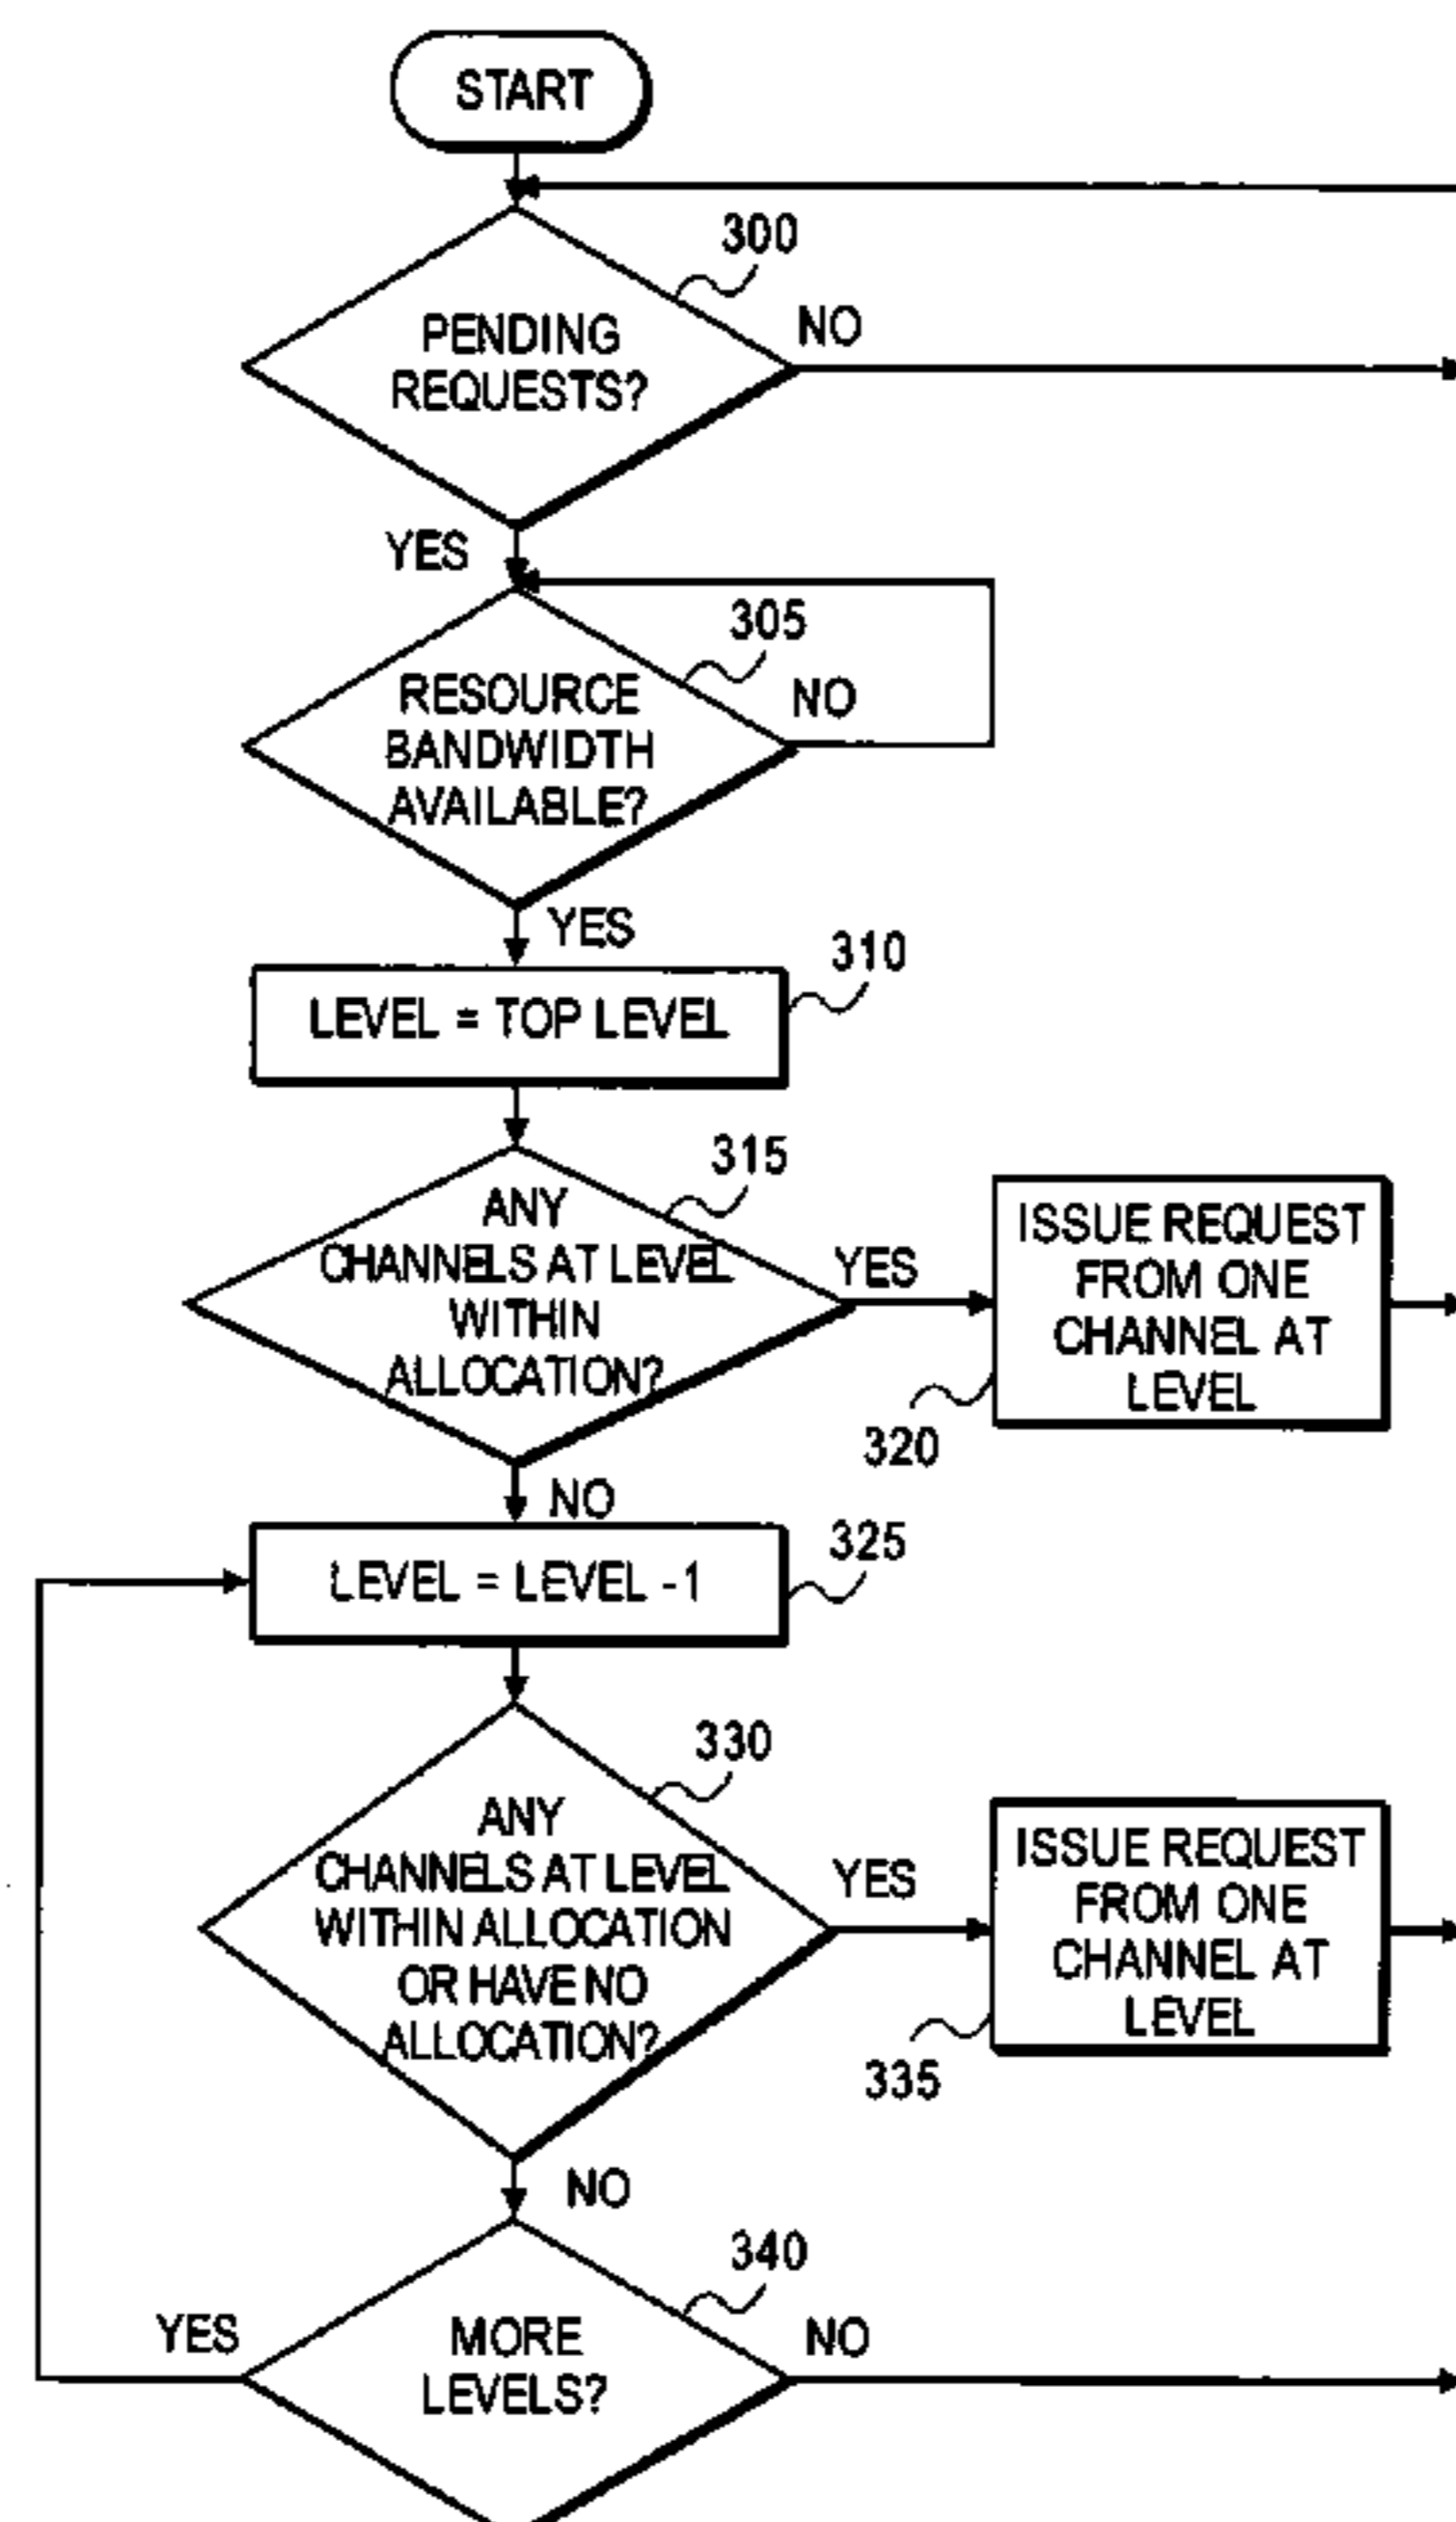 START
300
PENDING
REQUESTS?
NO
YES
305
RESOURCE
BANDWIDTH
AVAILABLE?
NO
YES
310
LEVEL = TOP LEVEL
315
ANY
CHANNELS AT LEVEL
WITHIN
ALLOCATION?
YES
ISSUE REQUEST
FROM ONE
CHANNEL AT
LEVEL
320
NO
325
LEVEL = LEVEL -1
330
ANY
CHANNELS AT LEVEL
WITHIN ALLOCATION
OR HAVE NO
ALLOCATION?
YES
ISSUE REQUEST
FROM ONE
CHANNEL AT
LEVEL
335
NO
340
YES
MORE
LEVELS?
NO